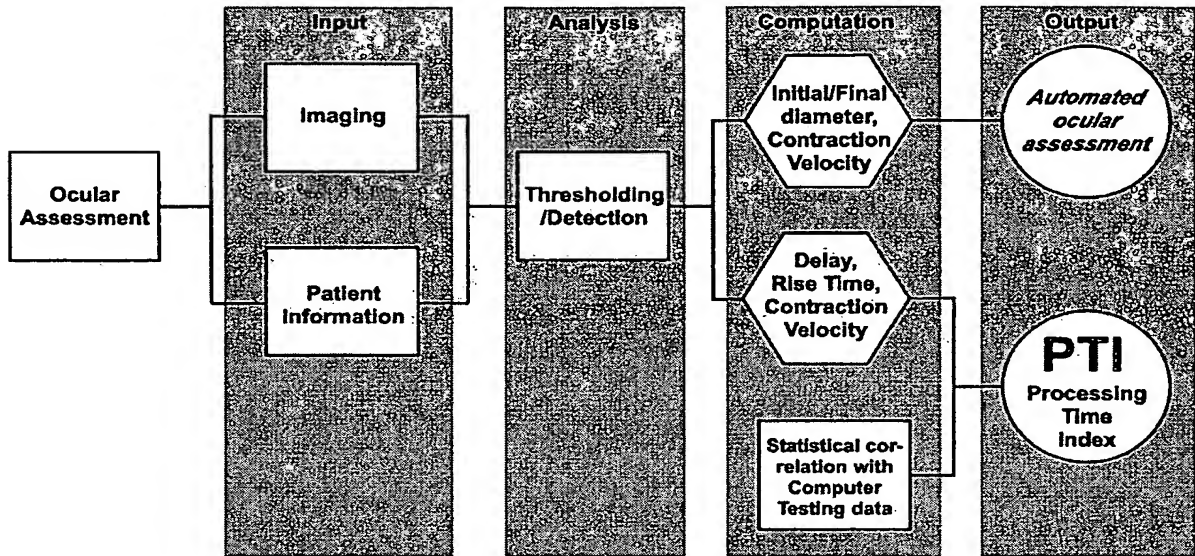 Input
Analysis
Computation
Output
Ocular
Assessment
Imaging
Patient
Information
Thresholding
/Detection
Initial/Final
diameter,
Contraction
Velocity
Delay,
Rise Time,
Contraction
Velocity
Statistical cor-
relation with
Computer
Testing data
Automated
ocular
assessment
PTI
Processing
Time
Index